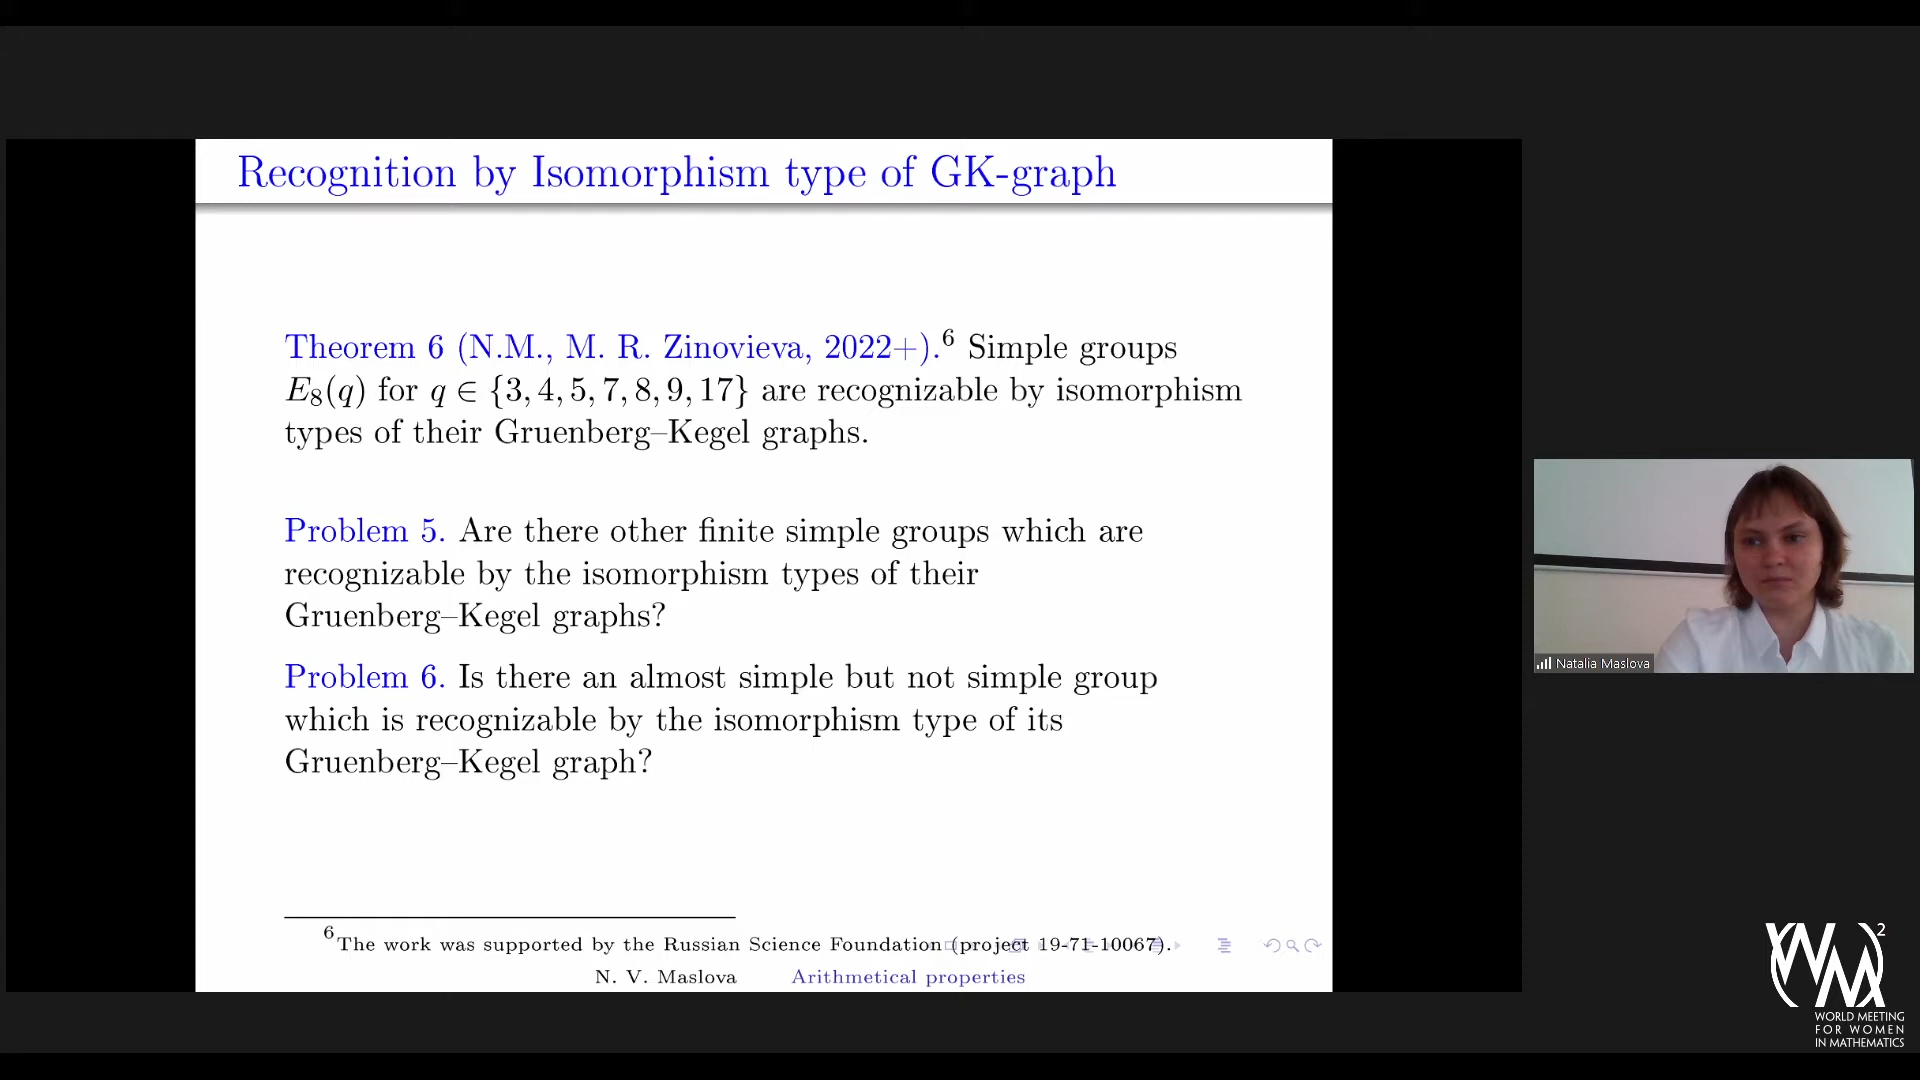 Recognition by Isomorphism type of GK-graph
Theorem 6 (N.M., M. R. Zinovieva, 2022+).⁶ Simple groups
E₈(q) for q ∈ {3, 4, 5, 7, 8, 9, 17} are recognizable by isomorphism
types of their Gruenberg–Kegel graphs.
Problem 5. Are there other finite simple groups which are
recognizable by the isomorphism types of their
Gruenberg–Kegel graphs?
Problem 6. Is there an almost simple but not simple group
which is recognizable by the isomorphism type of its
Gruenberg–Kegel graph?
⁶The work was supported by the Russian Science Foundation (project 19-71-10067).
N. V. Maslova Arithmetical properties
Natalia Maslova
WM 2
WORLD MEETING
FOR WOMEN
IN MATHEMATICS